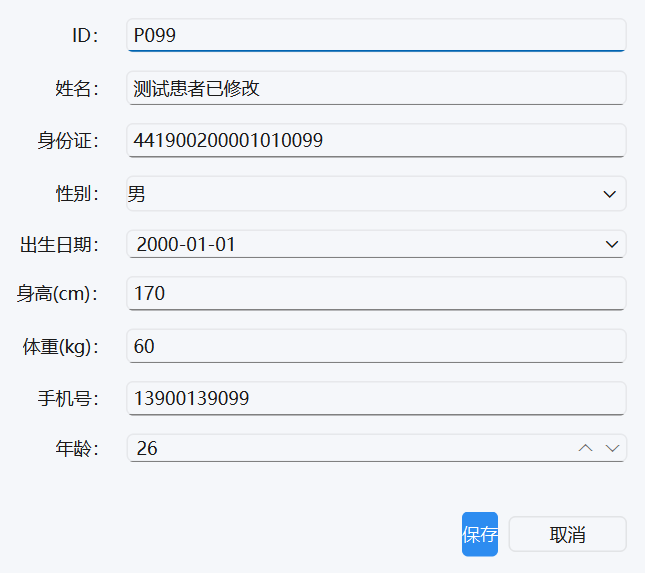 ID: P099
姓名: 测试患者已修改
身份证: 441900200001010099
性别: 男
出生日期: 2000-01-01
身高(cm): 170
体重(kg): 60
手机号: 13900139099
年龄: 26
保存 取消